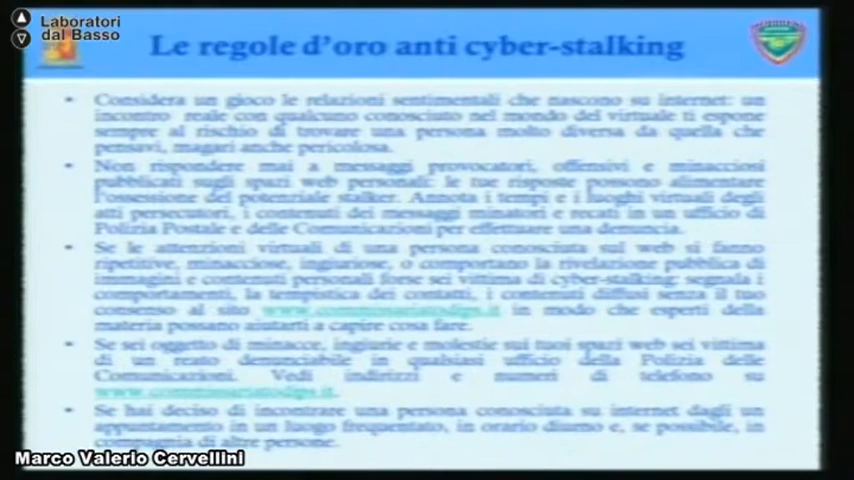 Laboratori
dal Basso
Le regole d'oro anti cyber-stalking
• Considera un gioco le relazioni sentimentali che nascono su internet: un
incontro reale con qualcuno conosciuto nel mondo del virtuale ti espone
sempre al rischio di trovare una persona molto diversa da quella che
pensavi, magari anche pericolosa.
• Non rispondere mai a messaggi provocatori, offensivi e minacciosi
pubblicati sugli spazi web personali: le tue risposte possono alimentare
l'ossessione del potenziale stalker. Annota i tempi e i luoghi virtuali degli
atti persecutori, i contenuti dei messaggi minatori e recati in un ufficio di
Polizia Postale e delle Comunicazioni per effettuare una denuncia.
• Se le attenzioni virtuali di una persona conosciuta sul web si fanno
ripetitive, minacciose, ingiuriose, o comportano la rivelazione pubblica di
immagini e contenuti personali forse sei vittima di cyber-stalking: segnala i
comportamenti, la tempistica dei contatti, i contenuti diffusi senza il tuo
consenso al sito www.commissariatodips.it in modo che esperti della
materia possano aiutarti a capire cosa fare.
• Se sei oggetto di minacce, ingiurie e molestie sui tuoi spazi web sei vittima
di un reato denunciabile in qualsiasi ufficio della Polizia delle
Comunicazioni. Vedi indirizzi e numeri di telefono su
www.commissariatodips.it.
• Se hai deciso di incontrare una persona conosciuta su internet dagli un
appuntamento in un luogo frequentato, in orario diurno e, se possibile, in
compagnia di altre persone.
Marco Valerio Cervellini